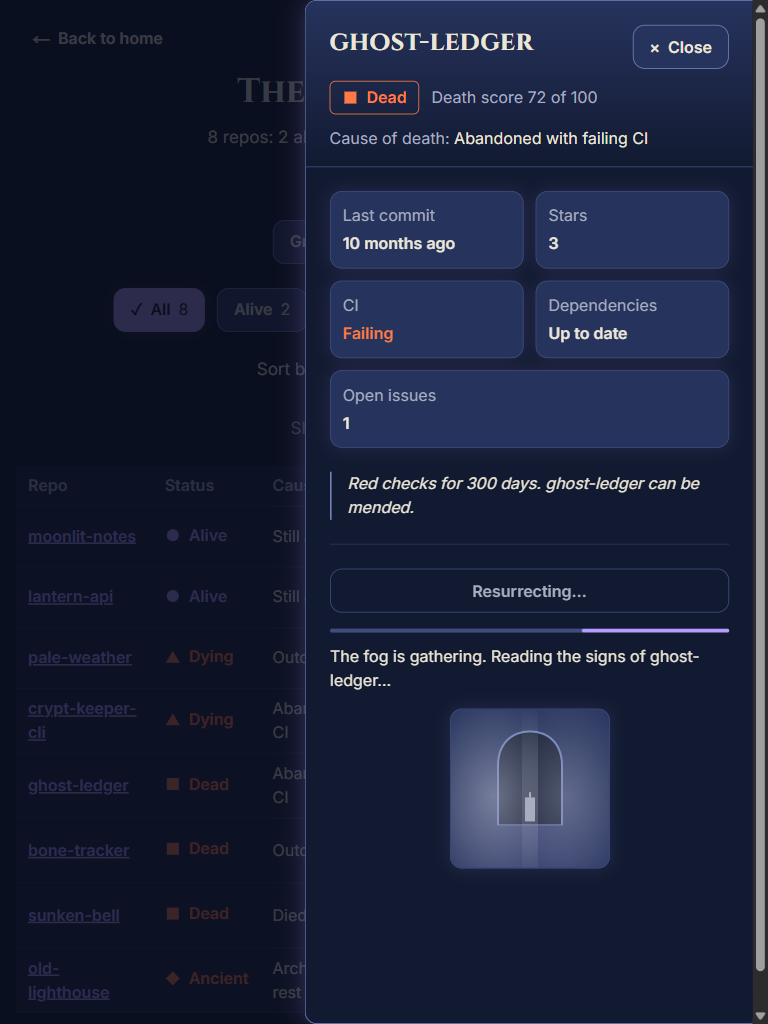 ← Back to home
The
8 repos: 2 al
✓ All 8
Alive 2
Sort b
Repo
Status
moonlit-notes
Alive
Still
lantern-api
Alive
Still
pale-weather
Dying
crypt-keeper-
cli
Dying
CI
ghost-ledger
Dead
CI
bone-tracker
Dead
sunken-bell
Dead
Died
old-
lighthouse
Ancient
rest
GHOST-LEDGER
× Close
Dead
Death score 72 of 100
Cause of death: Abandoned with failing CI
Last commit
10 months ago
Stars
3
CI
Failing
Dependencies
Up to date
Open issues
1
Red checks for 300 days. ghost-ledger can be
mended.
Resurrecting...
The fog is gathering. Reading the signs of ghost-
ledger...